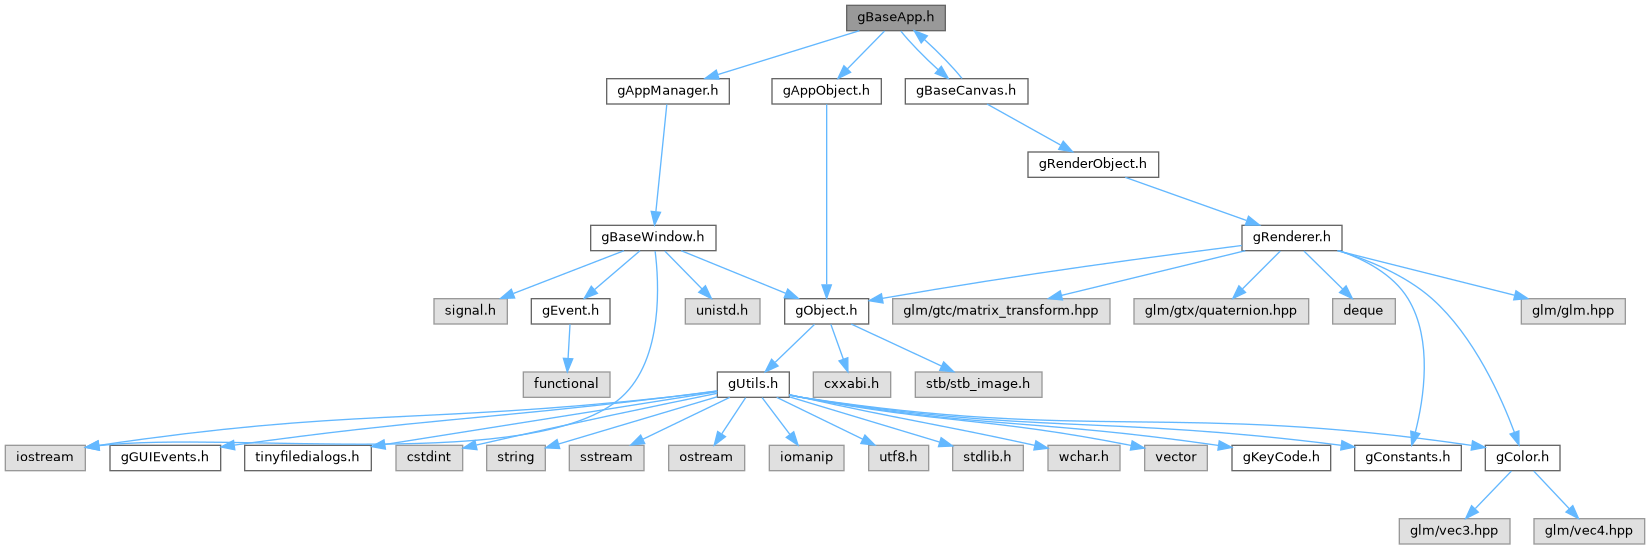 gBaseApp.h
gAppManager.h
gAppObject.h
gBaseCanvas.h
gRenderObject.h
gBaseWindow.h
gRenderer.h
signal.h
gEvent.h
unistd.h
gObject.h
glm/gtc/matrix_transform.hpp
glm/gtx/quaternion.hpp
deque
glm/glm.hpp
functional
gUtils.h
cxxabi.h
stb/stb_image.h
iostream
gGUIEvents.h
tinyfiledialogs.h
cstdint
string
sstream
ostream
iomanip
utf8.h
stdlib.h
wchar.h
vector
gKeyCode.h
gConstants.h
gColor.h
glm/vec3.hpp
glm/vec4.hpp